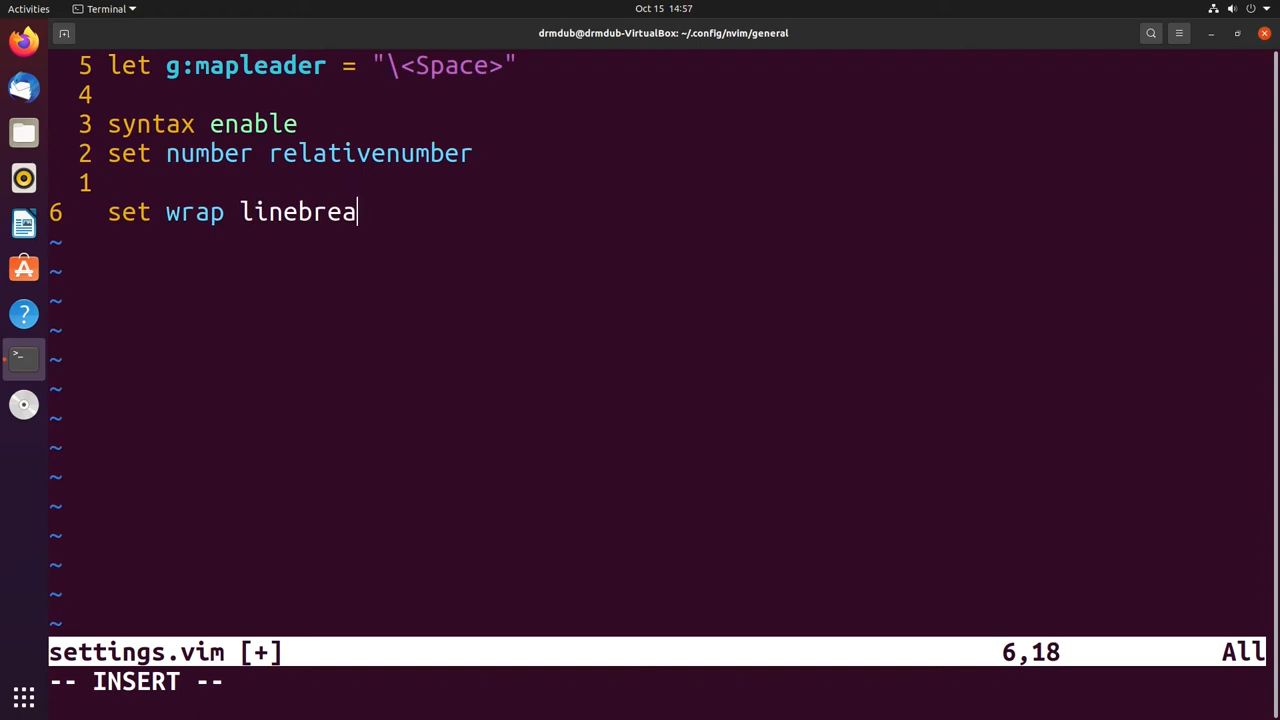 Activities
Terminal
Oct 15 14:57
drmdub@drmdub-VirtualBox: ~/.config/nvim/general
5 let g:mapleader = "\<Space>"
4
3 syntax enable
2 set number relativenumber
1
6 set wrap linebrea
~
~
~
~
~
~
~
~
~
~
~
~
~
~
settings.vim [+] 6,18 All
-- INSERT --